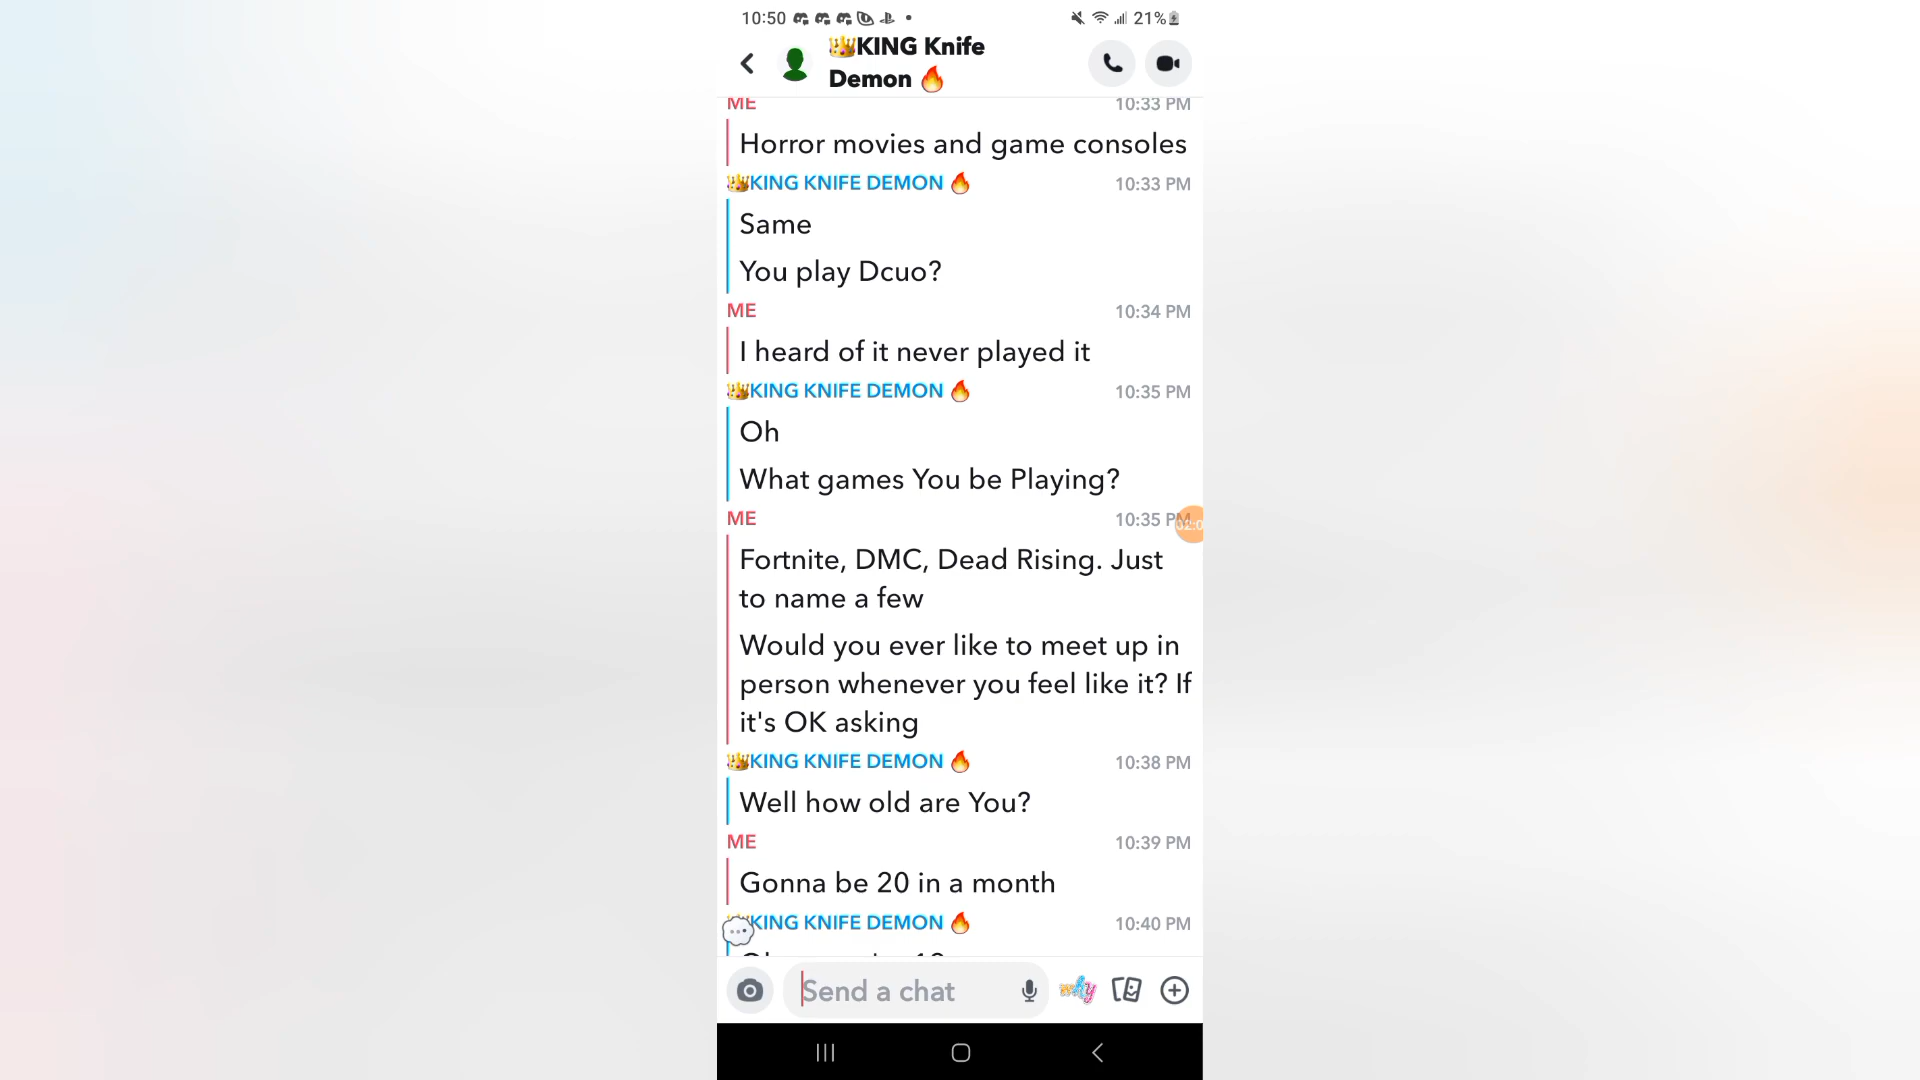 10:50
21%
👑KING Knife
Demon 🔥
ME 10:33 PM
Horror movies and game consoles
👑KING KNIFE DEMON 🔥 10:33 PM
Same
You play Dcuo?
ME 10:34 PM
I heard of it never played it
👑KING KNIFE DEMON 🔥 10:35 PM
Oh
What games You be Playing?
ME 10:35 PM
02:0
Fortnite, DMC, Dead Rising. Just
to name a few
Would you ever like to meet up in
person whenever you feel like it? If
it's OK asking
👑KING KNIFE DEMON 🔥 10:38 PM
Well how old are You?
ME 10:39 PM
Gonna be 20 in a month
KING KNIFE DEMON 🔥 10:40 PM
Send a chat
why